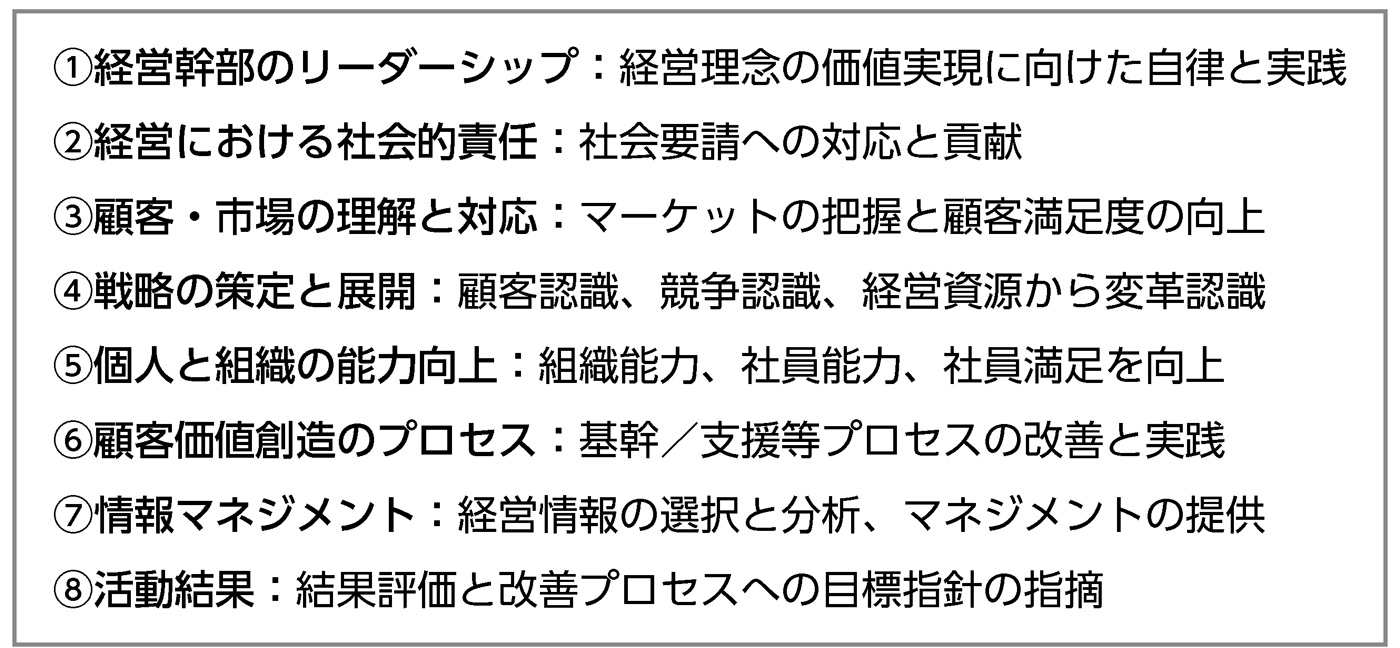 ①経営幹部のリーダーシップ：経営理念の価値実現に向けた自律と実践
②経営における社会的責任：社会要請への対応と貢献
③顧客・市場の理解と対応：マーケットの把握と顧客満足度の向上
④戦略の策定と展開：顧客認識、競争認識、経営資源から変革認識
⑤個人と組織の能力向上：組織能力、社員能力、社員満足を向上
⑥顧客価値創造のプロセス：基幹／支援等プロセスの改善と実践
⑦情報マネジメント：経営情報の選択と分析、マネジメントの提供
⑧活動結果：結果評価と改善プロセスへの目標指針の指摘